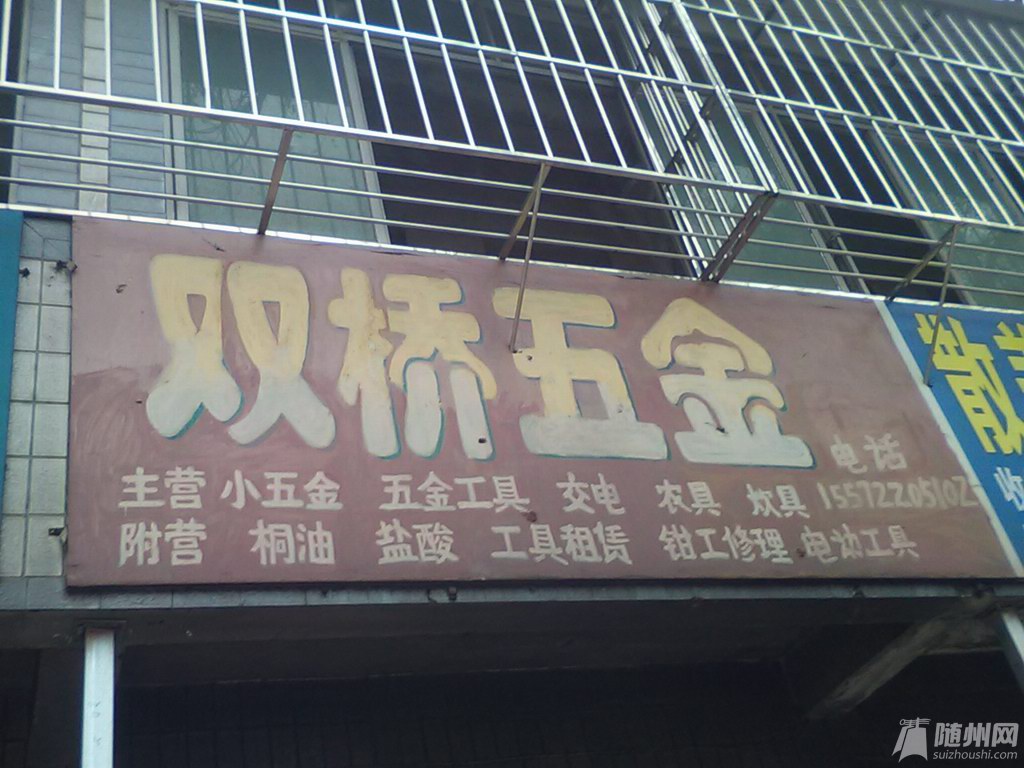 双桥五金
电话
主营 小五金 五金工具 交电 农具 炊具 15572205102
附营 桐油 盐酸 工具租赁 钳工修理 电动工具
散
收
随州网
suizhoushi.com